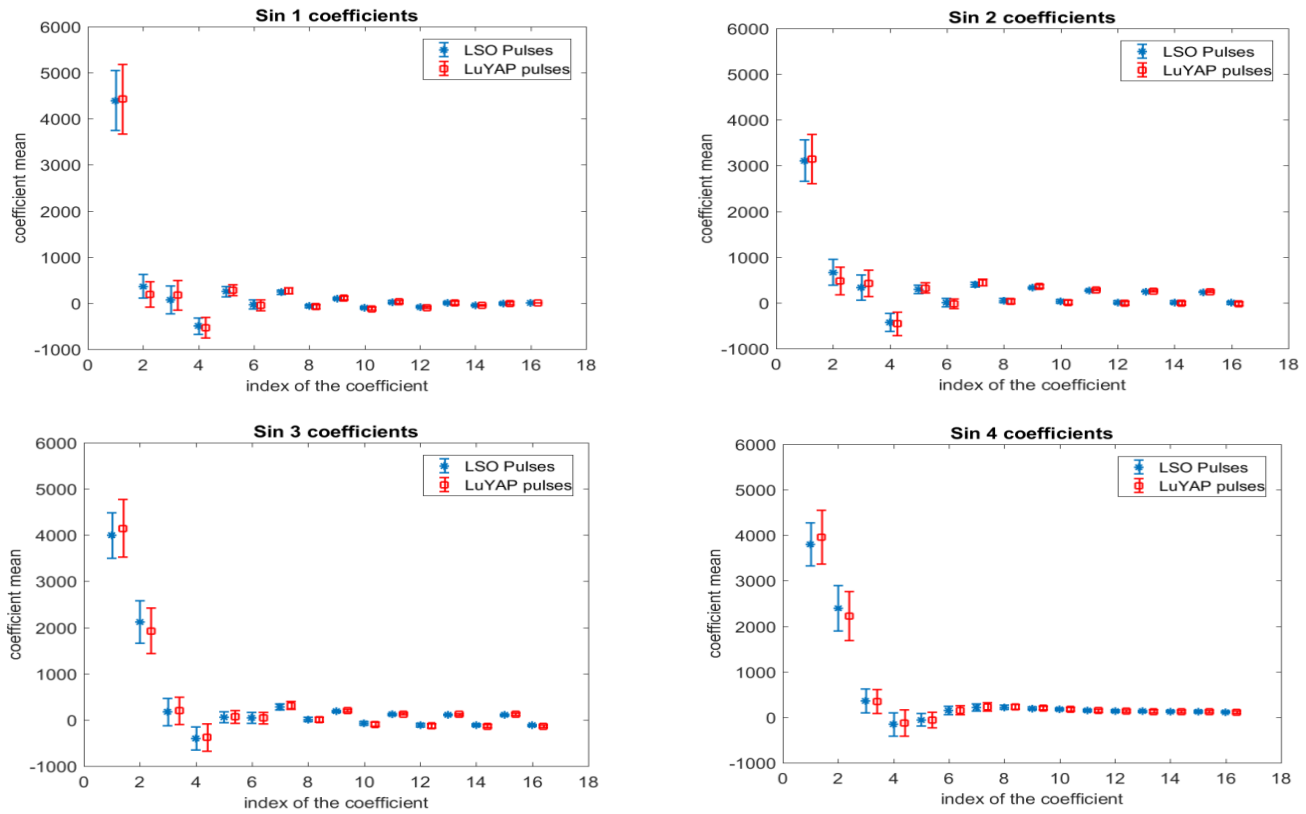 Sin 1 coefficients
6000
5000
4000
3000
2000
1000
0
-1000
coefficient mean
LSO Pulses
LuYAP pulses
0 2 4 6 8 10 12 14 16 18
index of the coefficient
Sin 2 coefficients
6000
5000
4000
3000
2000
1000
0
-1000
coefficient mean
LSO Pulses
LuYAP pulses
0 2 4 6 8 10 12 14 16 18
index of the coefficient
Sin 3 coefficients
6000
5000
4000
3000
2000
1000
0
-1000
coefficient mean
LSO Pulses
LuYAP pulses
0 2 4 6 8 10 12 14 16 18
index of the coefficient
Sin 4 coefficients
6000
5000
4000
3000
2000
1000
0
-1000
coefficient mean
LSO Pulses
LuYAP pulses
0 2 4 6 8 10 12 14 16 18
index of the coefficient